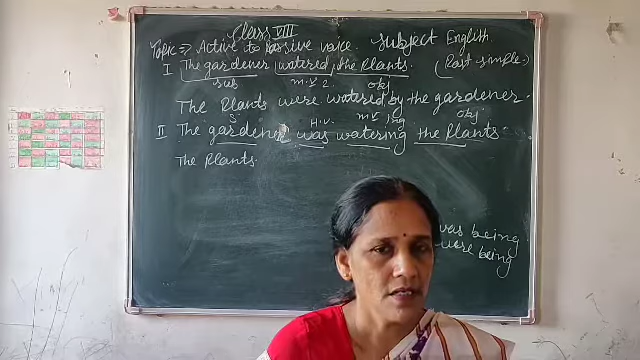 Class VIII
Topic ⇒ Active to Passive voice. Subject English.
I The gardener watered the Plants. (Past simple.)
sub m.v 2. obj
The Plants were watered by the gardener.
S. H.V. m.v ing obj
II The gardener was watering the Plants.
The Plants.
was being
were being